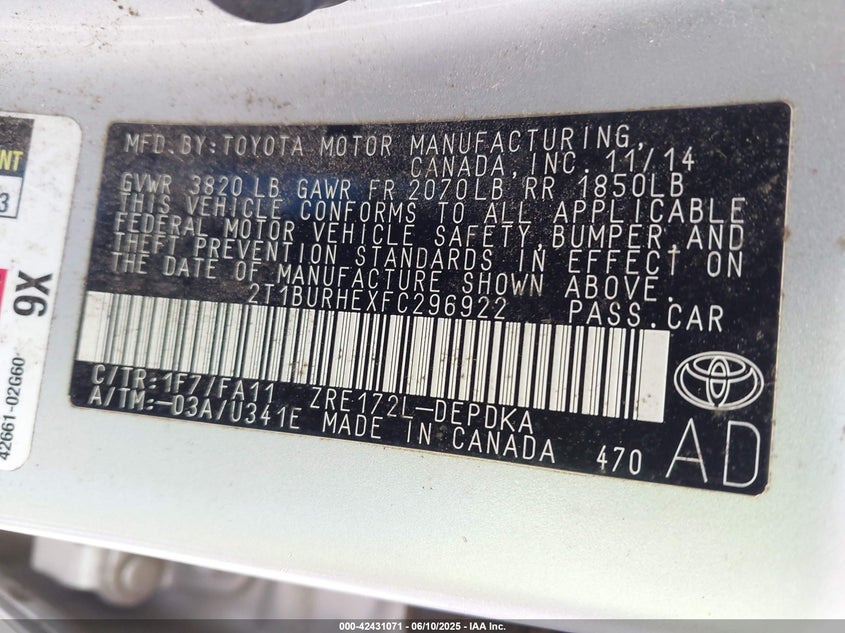 MFD.BY:TOYOTA MOTOR MANUFACTURING,
CANADA,INC. 11/14
GVWR 3820 LB GAWR FR 2070LB RR 1850LB
THIS VEHICLE CONFORMS TO ALL APPLICABLE
FEDERAL MOTOR VEHICLE SAFETY,BUMPER,AND
THEFT PREVENTION STANDARDS IN EFFECT ON
THE DATE OF MANUFACTURE SHOWN ABOVE.
2T1BURHEXFC296922 PASS.CAR
C/TR:1F7/FA11 ZRE172L-DEPDKA
A/TM:-03A/U341E MADE IN CANADA
470 AD
NT
3
9X
42661-02G60
000-42431071 | 06/10/2025 - IAA Inc.